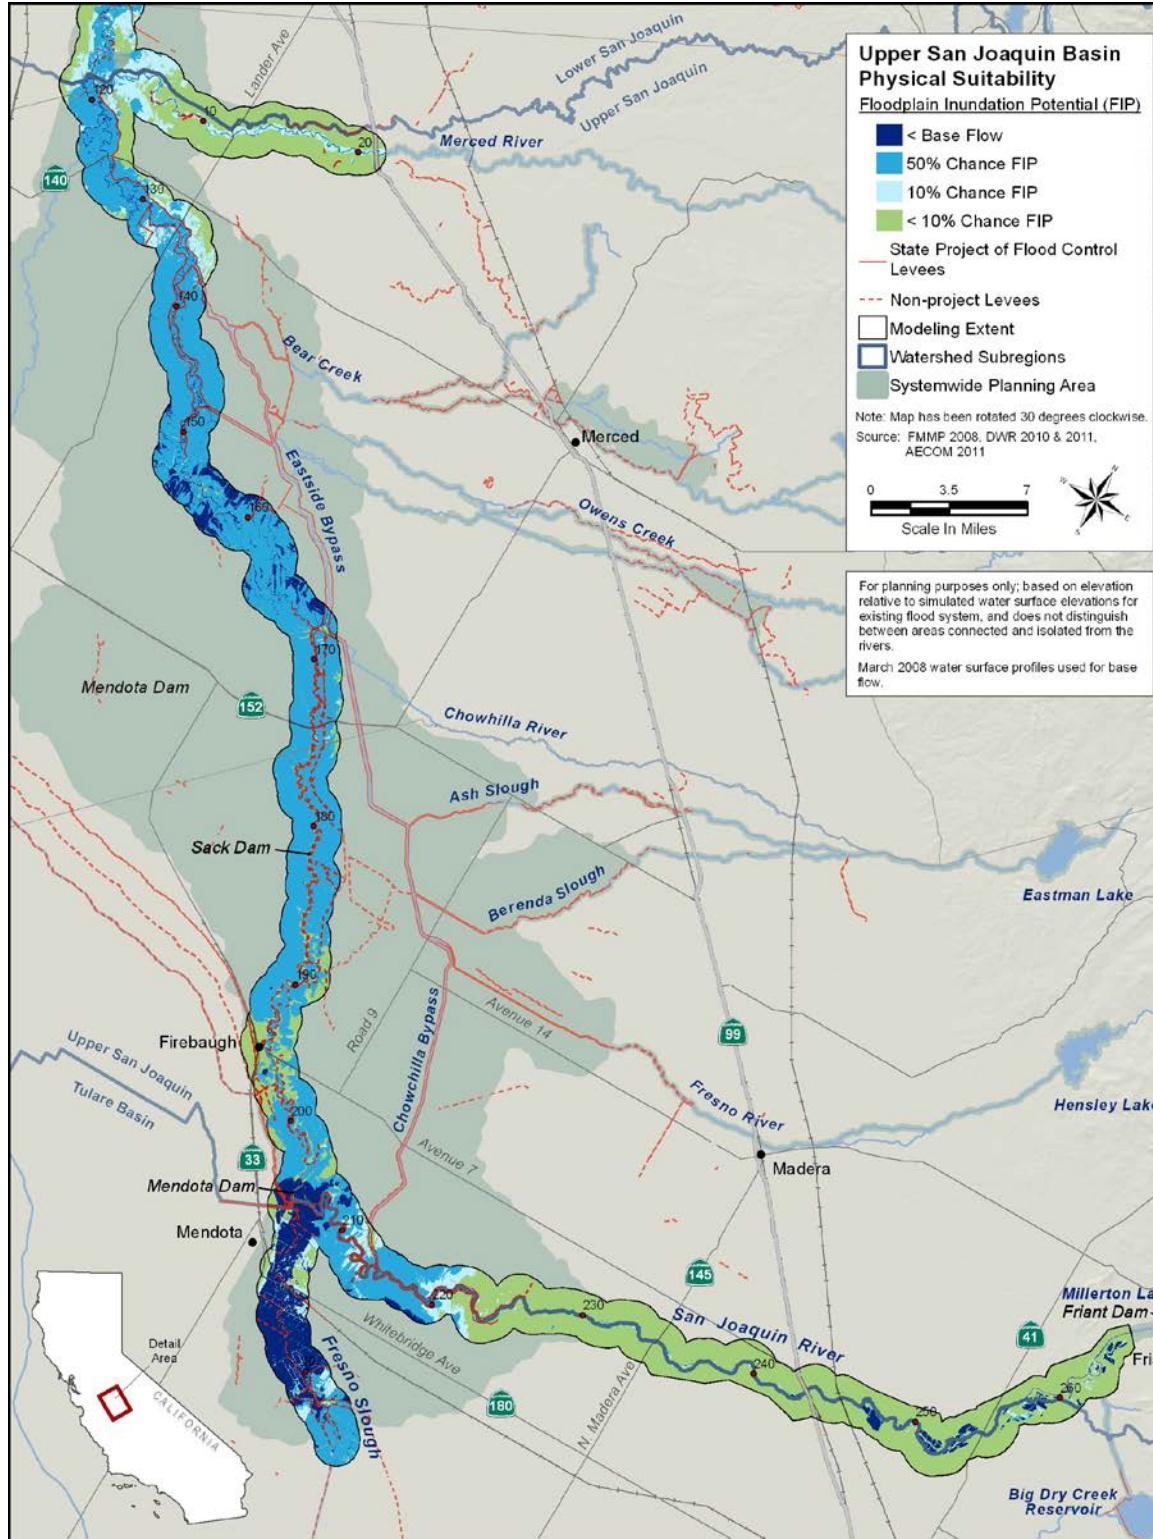 Upper San Joaquin Basin
Physical Suitability
Floodplain Inundation Potential (FIP)
< Base Flow
50% Chance FIP
10% Chance FIP
< 10% Chance FIP
State Project of Flood Control
Levees
Non-project Levees
Modeling Extent
Watershed Subregions
Systemwide Planning Area
Note: Map has been rotated 30 degrees clockwise.
Source: FMMP 2008, DWR 2010 & 2011,
AECOM 2011
N
W
E
S
0 3.5 7
Scale In Miles
For planning purposes only; based on elevation
relative to simulated water surface elevations for
existing flood system, and does not distinguish
between areas connected and isolated from the
rivers.
March 2008 water surface profiles used for base
flow.
Lander Ave
Lower San Joaquin
Upper San Joaquin
120
10
20
Merced River
140
130
140
Bear Creek
150
Merced
Eastside Bypass
160
Owens Creek
170
Mendota Dam
152
Chowhilla River
Ash Slough
180
Sack Dam
Berenda Slough
Eastman Lake
190
Avenue 14
Road 9
99
Firebaugh
Upper San Joaquin
Tulare Basin
Chowchilla Bypass
Fresno River
Hensley Lake
200
Avenue 7
33
Madera
Mendota Dam
210
Mendota
145
220
230
San Joaquin River
Millerton La
Friant Dam
41
Fria
Whitebridge Ave
240
N. Madera Ave
Fresno Slough
10
180
250
260
Detail
Area
CALIFORNIA
Big Dry Creek
Reservoir